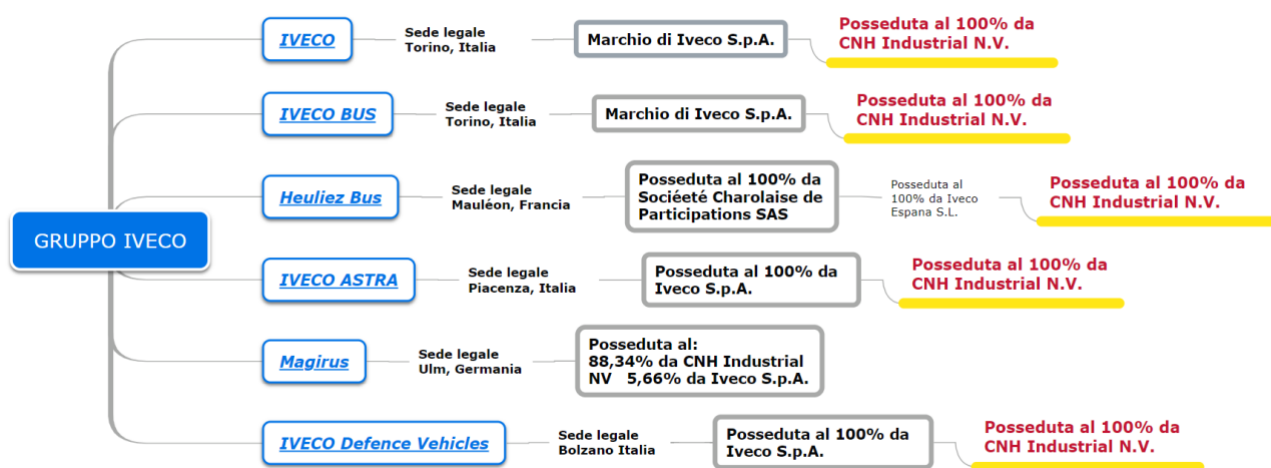 IVECO
Sede legale
Torino, Italia
Marchio di Iveco S.p.A.
Posseduta al 100% da
CNH Industrial N.V.
IVECO BUS
Sede legale
Torino, Italia
Marchio di Iveco S.p.A.
Posseduta al 100% da
CNH Industrial N.V.
Heuliez Bus
Sede legale
Mauléon, Francia
Posseduta al 100% da
Sociéeté Charolaise de
Participations SAS
Posseduta al
100% da Iveco
Espana S.L.
Posseduta al 100% da
CNH Industrial N.V.
GRUPPO IVECO
IVECO ASTRA
Sede legale
Piacenza, Italia
Posseduta al 100% da
Iveco S.p.A.
Posseduta al 100% da
CNH Industrial N.V.
Magirus
Sede legale
Ulm, Germania
Posseduta al:
88,34% da CNH Industrial
NV   5,66% da Iveco S.p.A.
IVECO Defence Vehicles
Sede legale
Bolzano Italia
Posseduta al 100% da
Iveco S.p.A.
Posseduta al 100% da
CNH Industrial N.V.